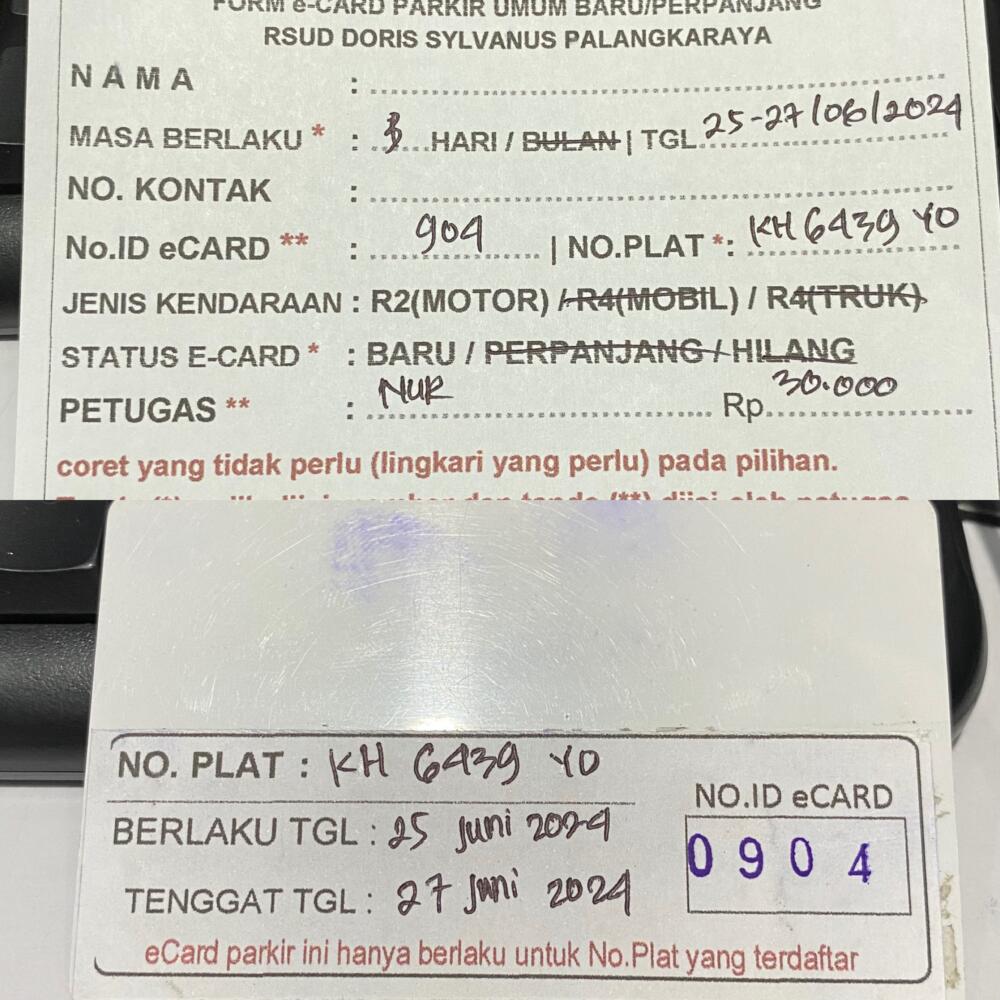 FORM e-CARD PARKIR UMUM BARU/PERPANJANG
RSUD DORIS SYLVANUS PALANGKARAYA
N A M A :
MASA BERLAKU * : 3 HARI / BULAN | TGL 25-27/06/2024
NO. KONTAK :
No.ID eCARD ** : 904 | NO.PLAT *: KH 6439 YO
JENIS KENDARAAN : R2(MOTOR) / R4(MOBIL) / R4(TRUK)
STATUS E-CARD * : BARU / PERPANJANG / HILANG
PETUGAS ** : NUR Rp 30.000
coret yang tidak perlu (lingkari yang perlu) pada pilihan.
NO. PLAT : KH 6439 YO
BERLAKU TGL : 25 Juni 2024
TENGGAT TGL : 27 Juni 2024
NO.ID eCARD
0904
eCard parkir ini hanya berlaku untuk No.Plat yang terdaftar